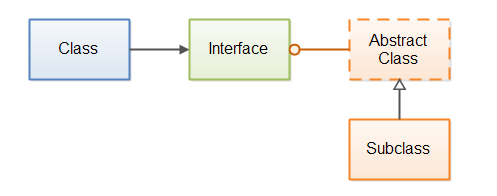 Class
Interface
Abstract
Class
Subclass